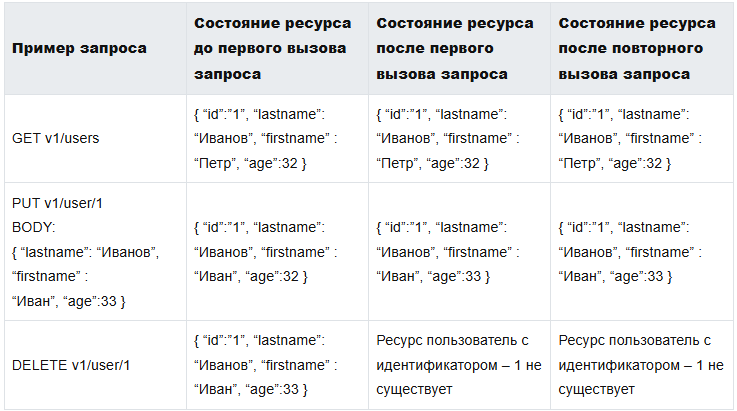 Пример запроса
Состояние ресурса
до первого вызова
запроса
Состояние ресурса
после первого
вызова запроса
Состояние ресурса
после повторного
вызова запроса
GET v1/users
{ “id”:”1”, “lastname”:
“Иванов”, “firstname” :
“Петр”, “age”:32 }
{ “id”:”1”, “lastname”:
“Иванов”, “firstname” :
“Петр”, “age”:32 }
{ “id”:”1”, “lastname”:
“Иванов”, “firstname” :
“Петр”, “age”:32 }
PUT v1/user/1
BODY:
{ “lastname”: “Иванов”,
“firstname” :
“Иван”, “age”:33 }
{ “id”:”1”, “lastname”:
“Иванов”, “firstname” :
“Иван”, “age”:32 }
{ “id”:”1”, “lastname”:
“Иванов”, “firstname” :
“Иван”, “age”:33 }
{ “id”:”1”, “lastname”:
“Иванов”, “firstname” :
“Иван”, “age”:33 }
DELETE v1/user/1
{ “id”:”1”, “lastname”:
“Иванов”, “firstname” :
“Иван”, “age”:33 }
Ресурс пользователь с
идентификатором – 1 не
существует
Ресурс пользователь с
идентификатором – 1 не
существует